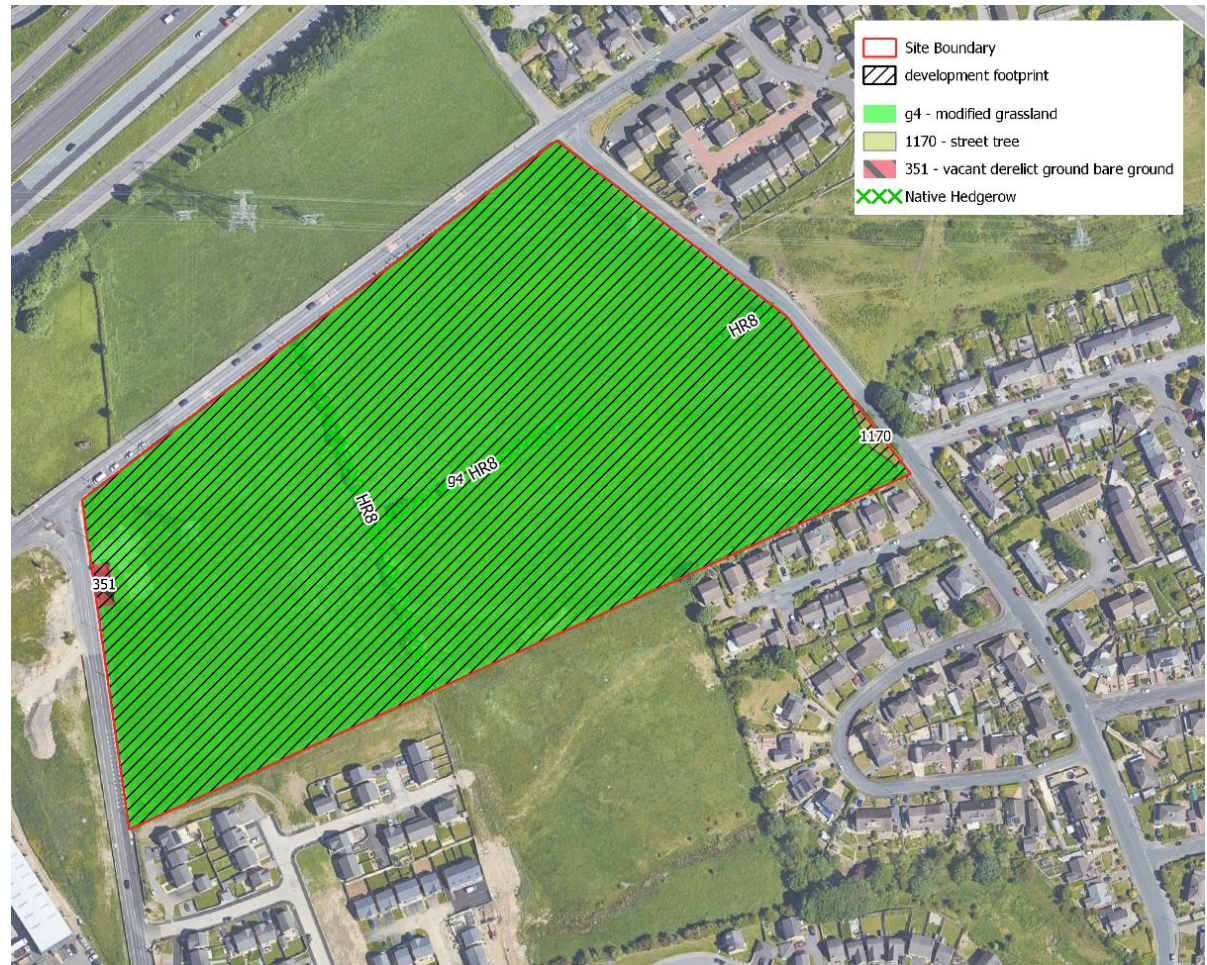 Site Boundary
development footprint
g4 - modified grassland
1170 - street tree
351 - vacant derelict ground bare ground
Native Hedgerow
HR8
1170
g4 HR8
HR8
351